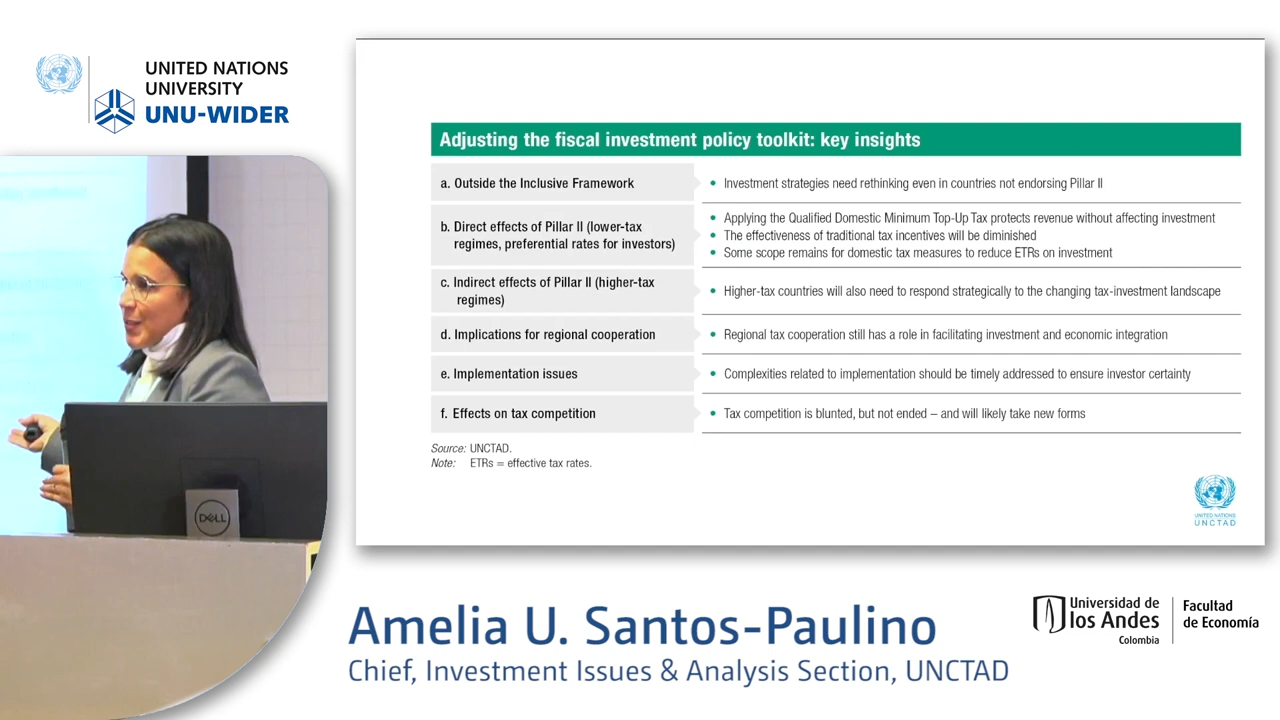 UNITED NATIONS
UNIVERSITY
UNU-WIDER
Adjusting the fiscal investment policy toolkit: key insights
a. Outside the Inclusive Framework
• Investment strategies need rethinking even in countries not endorsing Pillar II
b. Direct effects of Pillar II (lower-tax
regimes, preferential rates for investors)
• Applying the Qualified Domestic Minimum Top-Up Tax protects revenue without affecting investment
• The effectiveness of traditional tax incentives will be diminished
• Some scope remains for domestic tax measures to reduce ETRs on investment
c. Indirect effects of Pillar II (higher-tax
regimes)
• Higher-tax countries will also need to respond strategically to the changing tax-investment landscape
d. Implications for regional cooperation
• Regional tax cooperation still has a role in facilitating investment and economic integration
e. Implementation issues
• Complexities related to implementation should be timely addressed to ensure investor certainty
f. Effects on tax competition
• Tax competition is blunted, but not ended – and will likely take new forms
Source: UNCTAD.
Note: ETRs = effective tax rates.
UNITED NATIONS
UNCTAD
DELL
Amelia U. Santos-Paulino
Chief, Investment Issues & Analysis Section, UNCTAD
Universidad de
los Andes
Colombia
Facultad
de Economía